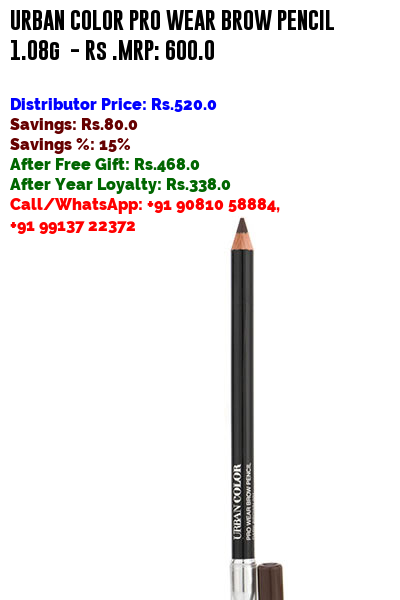 URBAN COLOR PRO WEAR BROW PENCIL
1.08g - Rs .MRP: 600.0
Distributor Price: Rs.520.0
Savings: Rs.80.0
Savings %: 15%
After Free Gift: Rs.468.0
After Year Loyalty: Rs.338.0
Call/WhatsApp: +91 90810 58884,
+91 99137 22372
URBAN COLOR
PRO WEAR BROW PENCIL